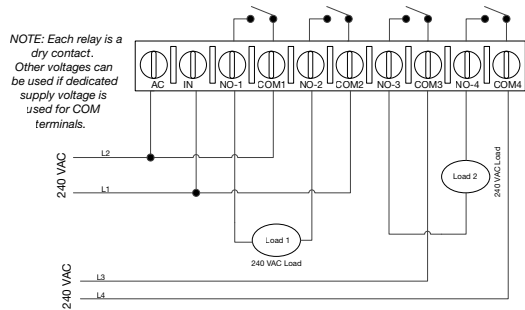 NOTE: Each relay is a
dry contact.
Other voltages can
be used if dedicated
supply voltage is
used for COM
terminals.
AC IN NO-1 COM1 NO-2 COM2 NO-3 COM3 NO-4 COM4
240 VAC
L2
L1
Load 1
240 VAC Load
Load 2
240 VAC Load
240 VAC
L3
L4